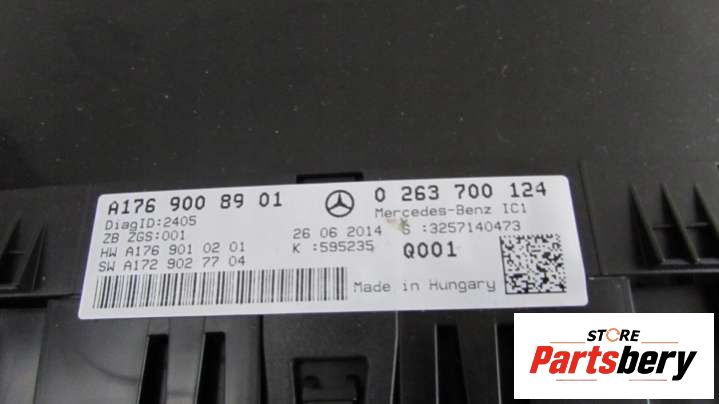 A176 900 89 01
0 263 700 124
DiagID:2405
Mercedes-Benz IC1
ZB ZGS:001
26 06 2014 S :3257140473
HW A176 901 02 01
K :595235
Q001
SW A172 902 77 04
Made in Hungary
STORE
Partsbery